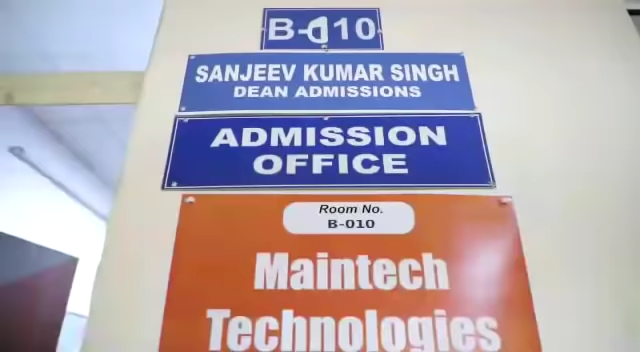 B-010
SANJEEV KUMAR SINGH
DEAN ADMISSIONS
ADMISSION
OFFICE
Room No.
B-010
Maintech
Technologies